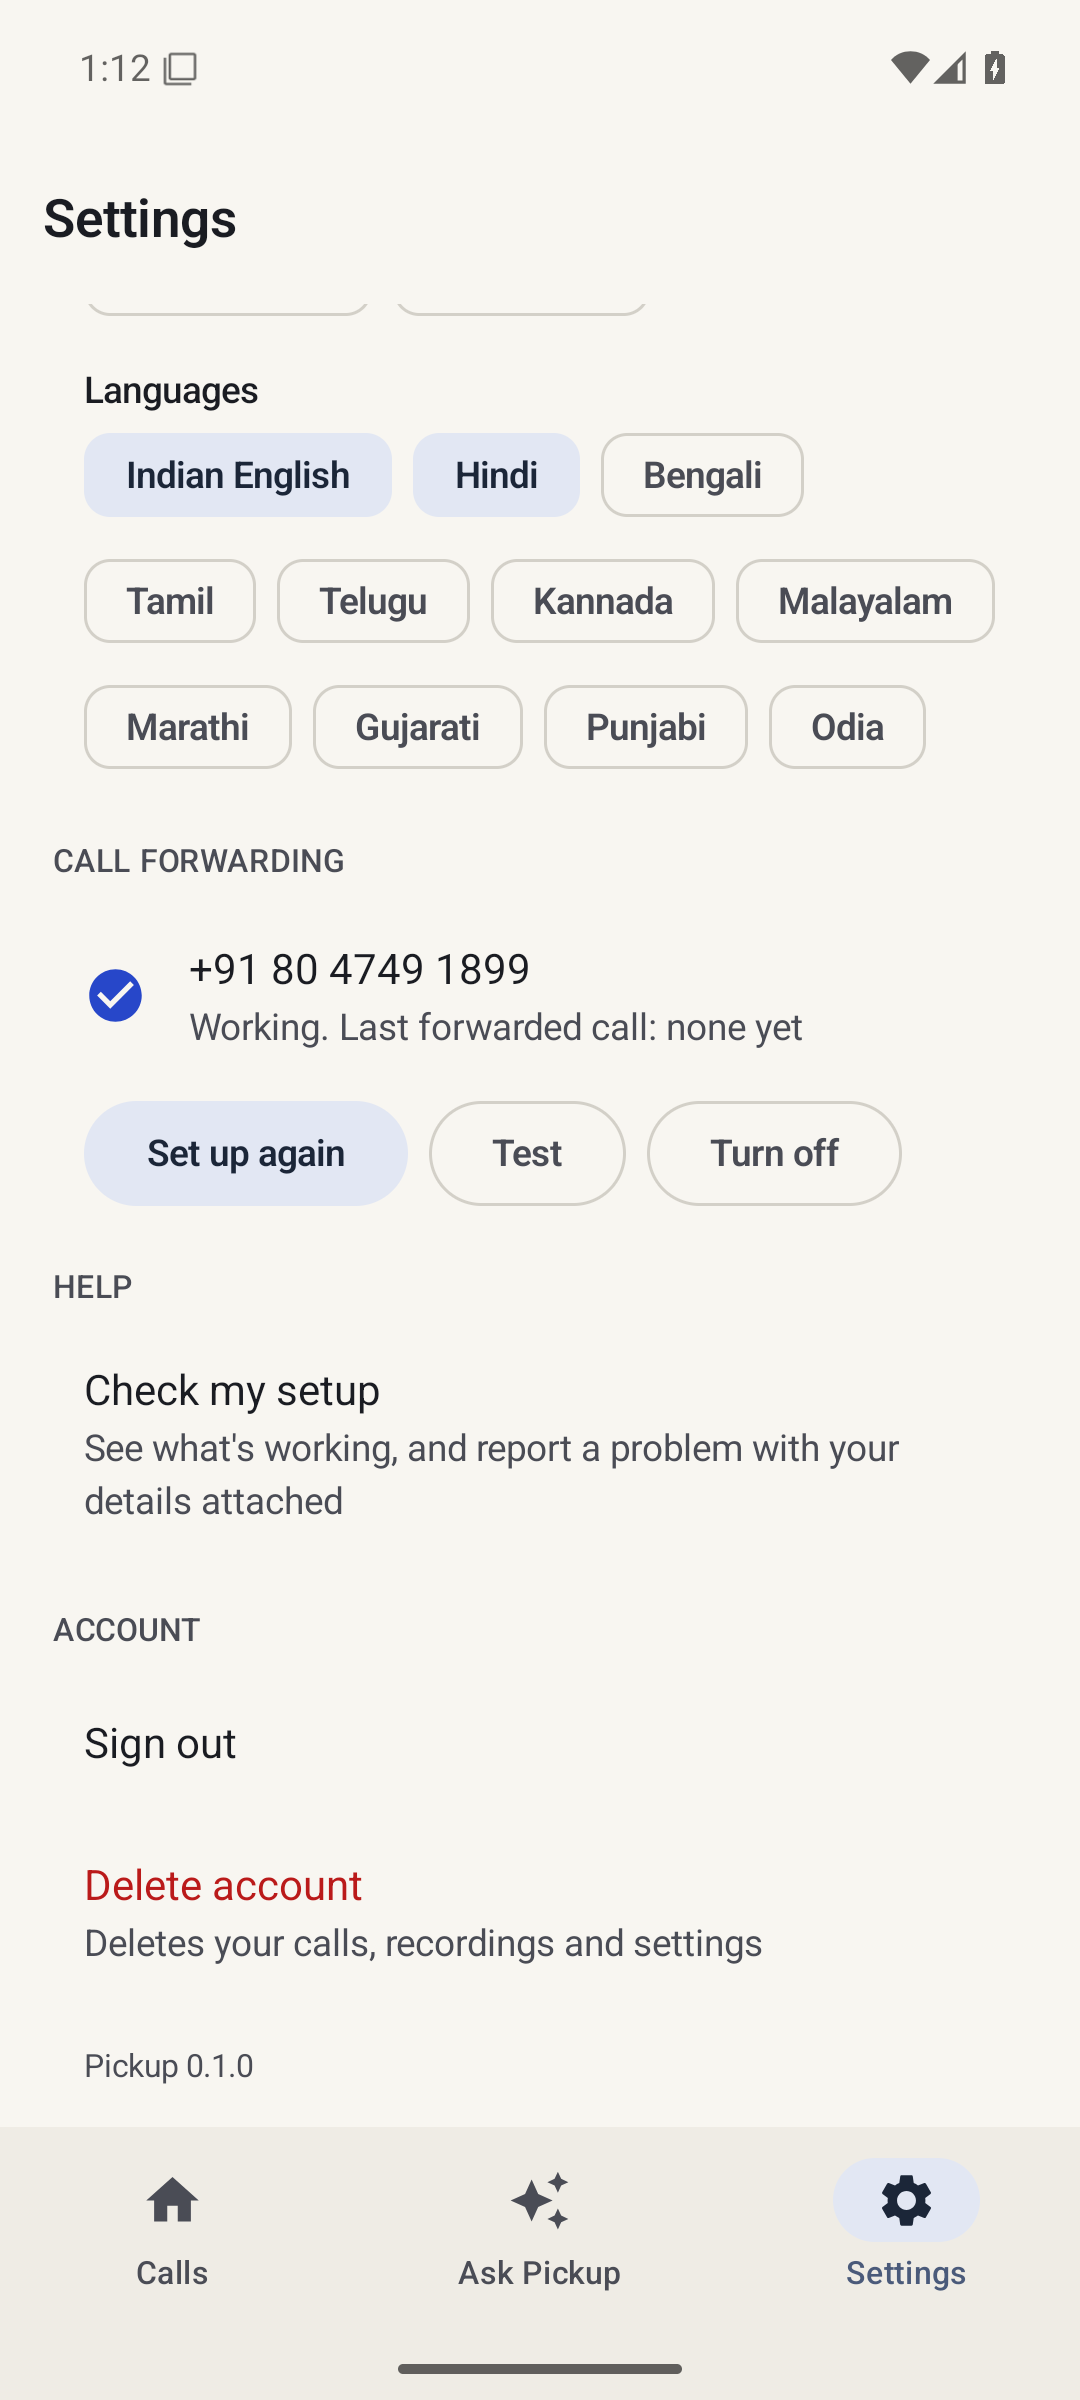 1:12
Settings
Languages
Indian English Hindi Bengali
Tamil Telugu Kannada Malayalam
Marathi Gujarati Punjabi Odia
CALL FORWARDING
+91 80 4749 1899
Working. Last forwarded call: none yet
Set up again Test Turn off
HELP
Check my setup
See what's working, and report a problem with your
details attached
ACCOUNT
Sign out
Delete account
Deletes your calls, recordings and settings
Pickup 0.1.0
Calls Ask Pickup Settings